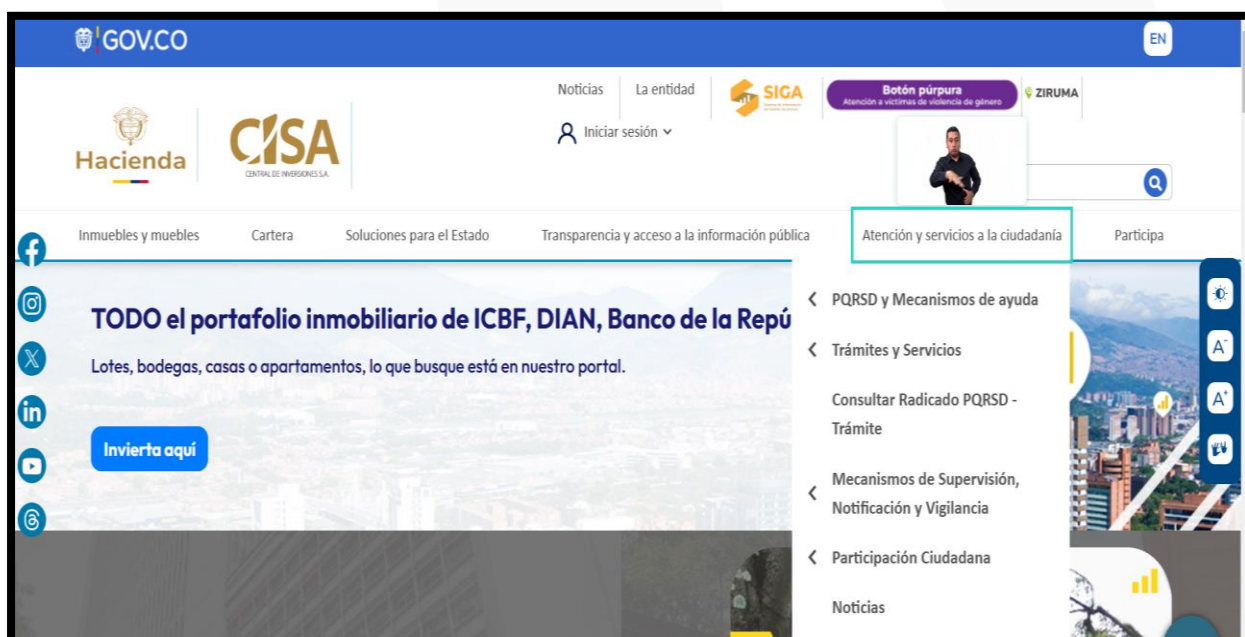 GOV.CO
EN
Noticias
La entidad
SIGA
Botón púrpura
Atención a víctimas de violencia de género
ZIRUMA
Iniciar sesión
Hacienda
CISA
CENTRAL DE INVERSIONES S.A.
Inmuebles y muebles
Cartera
Soluciones para el Estado
Transparencia y acceso a la información pública
Atención y servicios a la ciudadanía
Participa
TODO el portafolio inmobiliario de ICBF, DIAN, Banco de la Repú
Lotes, bodegas, casas o apartamentos, lo que busque está en nuestro portal.
Invierta aquí
PQRSD y Mecanismos de ayuda
Trámites y Servicios
Consultar Radicado PQRSD -
Trámite
Mecanismos de Supervisión,
Notificación y Vigilancia
Participación Ciudadana
Noticias
A-
A+